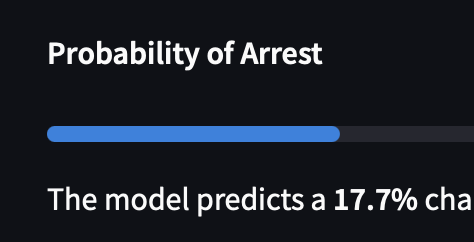 Probability of Arrest
The model predicts a 17.7% cha